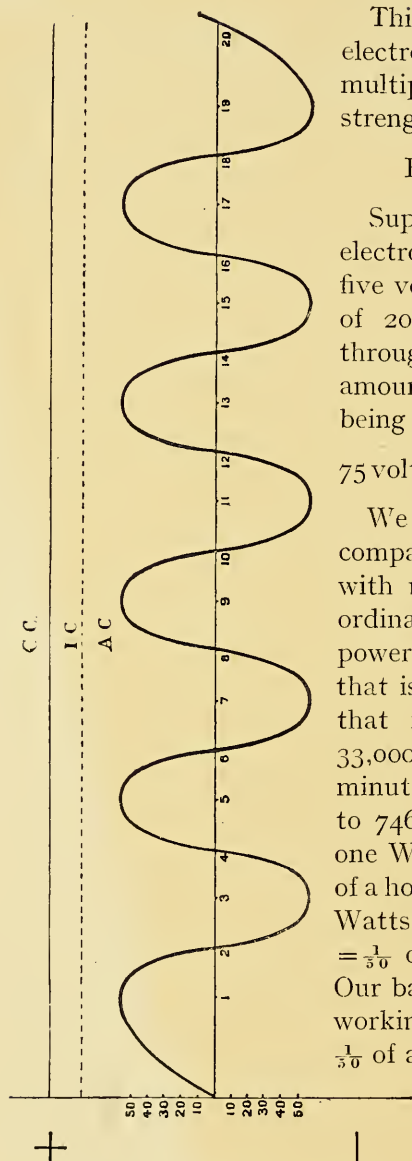 C C
I C
A C
1 2 3 4 5 6 7 8 9 10 11 12 13 14 15 16 17 18 19 20
50 40 30 20 10 10 20 30 40 50
+ |
Thi
electro
multip
streng
Sup
electro
five vo
of 20
throug
amoun
being
75 volt
We
compa
with r
ordina
power
that is
that
33,000
minut
to 746
one W
of a ho
Watts
= 1/50 o
Our ba
workin
1/50 of a